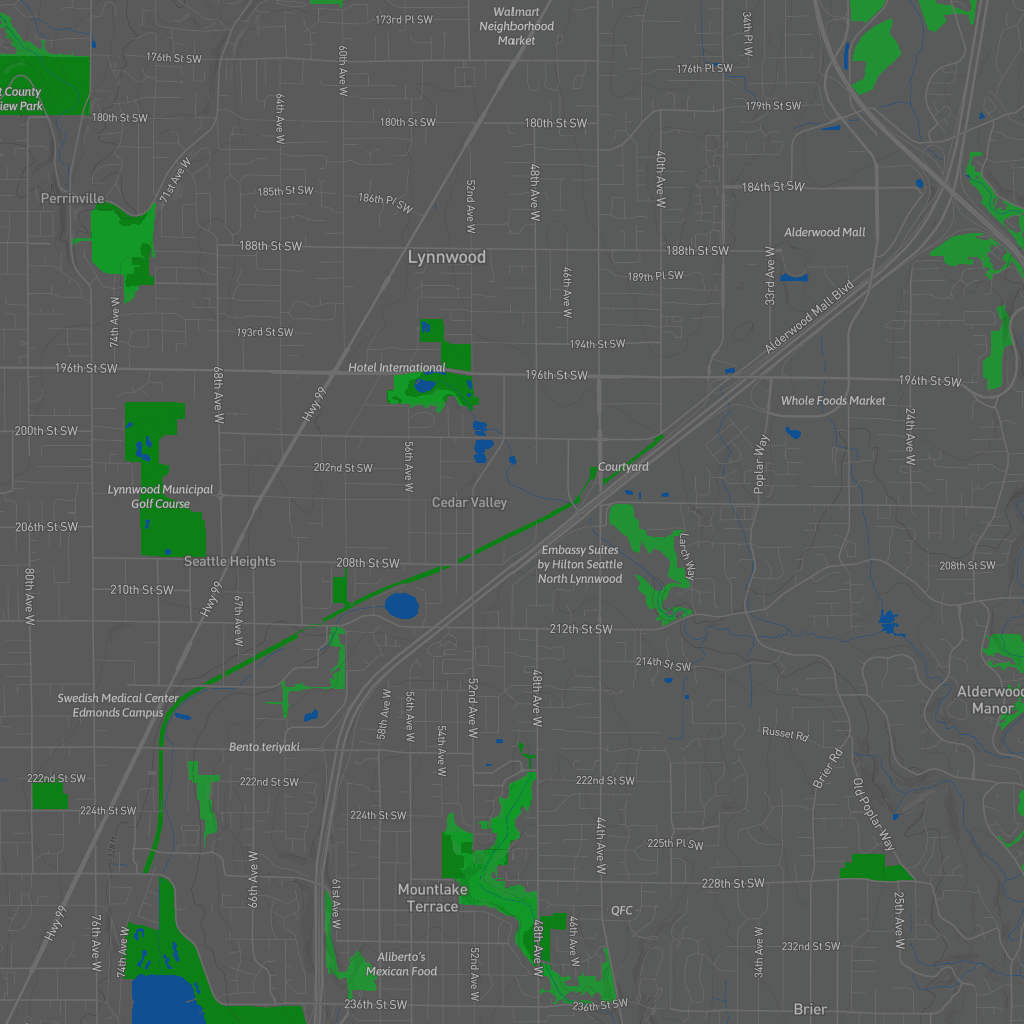 173rd Pl SW
Walmart
Neighborhood
Market
34th Pl W
176th St SW
60th Ave W
176th Pl SW
t County
iew Park
64th Ave W
179th St SW
180th St SW
180th St SW
180th St SW
71st Ave W
48th Ave W
40th Ave W
52nd Ave W
Perrinville
185th St SW
186th Pl SW
184th St SW
Alderwood Mall
188th St SW
188th St SW
Lynnwood
189th Pl SW
33rd Ave W
46th Ave W
74th Ave W
Alderwood Mall Blvd
193rd St SW
194th St SW
196th St SW
Hotel International
196th St SW
196th St SW
68th Ave W
Hwy 99
Whole Foods Market
24th Ave W
200th St SW
56th Ave W
202nd St SW
Courtyard
Poplar Way
Lynnwood Municipal
Golf Course
Cedar Valley
206th St SW
Embassy Suites
by Hilton Seattle
North Lynnwood
Larch Way
Seattle Heights
208th St SW
208th St SW
80th Ave W
210th St SW
Hwy 99
67th Ave W
212th St SW
214th St SW
Swedish Medical Center
Edmonds Campus
58th Ave W
56th Ave W
52nd Ave W
48th Ave W
Alderwood
Manor
54th Ave W
Bento teriyaki
Russet Rd
Brier Rd
222nd St SW
222nd St SW
222nd St SW
224th St SW
224th St SW
44th Ave W
Old Poplar Way
225th Pl SW
66th Ave W
61st Ave W
Mountlake
Terrace
228th St SW
QFC
25th Ave W
Hwy 99
76th Ave W
74th Ave W
48th Ave W
46th Ave W
52nd Ave W
34th Ave W
232nd St SW
Aliberto's
Mexican Food
236th St SW
236th St SW
Brier